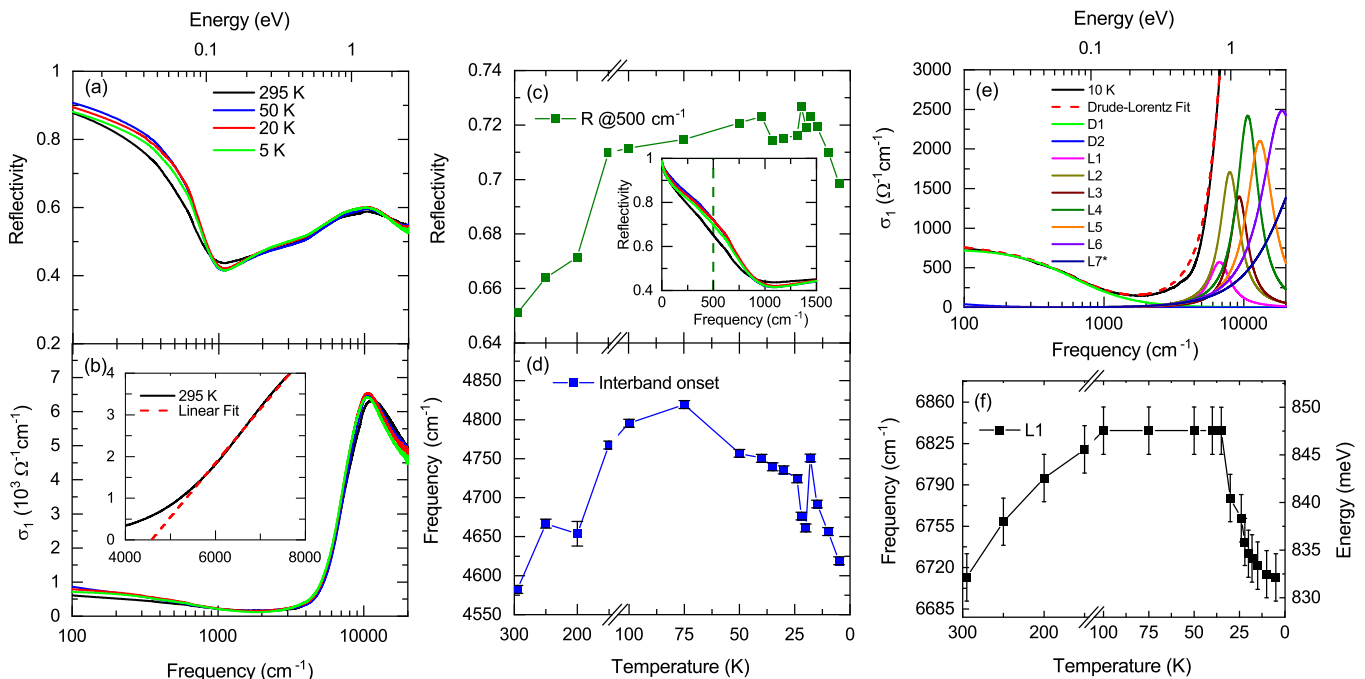 Energy (eV)
0.1
1
(a)
295 K
50 K
20 K
5 K
Reflectivity
1
0.8
0.6
0.4
0.2
(b)
295 K
Linear Fit
4
3
2
1
0
4000
6000
8000
σ1 (10³ Ω-1cm-1)
7
6
5
4
3
2
1
0
100
1000
10000
Frequency (cm-1)
(c)
R @500 cm-1
Reflectivity
0.74
0.72
0.70
0.68
0.66
0.64
Reflectivity
1
0.8
0.6
0.4
0
500
1000
1500
Frequency (cm-1)
(d)
Interband onset
Frequency (cm-1)
4850
4800
4750
4700
4650
4600
4550
300
200
100
75
50
25
0
Temperature (K)
Energy (eV)
0.1
1
(e)
10 K
Drude-Lorentz Fit
D1
D2
L1
L2
L3
L4
L5
L6
L7*
σ1 (Ω-1cm-1)
3000
2500
2000
1500
1000
500
0
100
1000
10000
Frequency (cm-1)
(f)
L1
Frequency (cm-1)
6860
6825
6790
6755
6720
6685
Energy (meV)
850
845
840
835
830
300
200
100
75
50
25
0
Temperature (K)